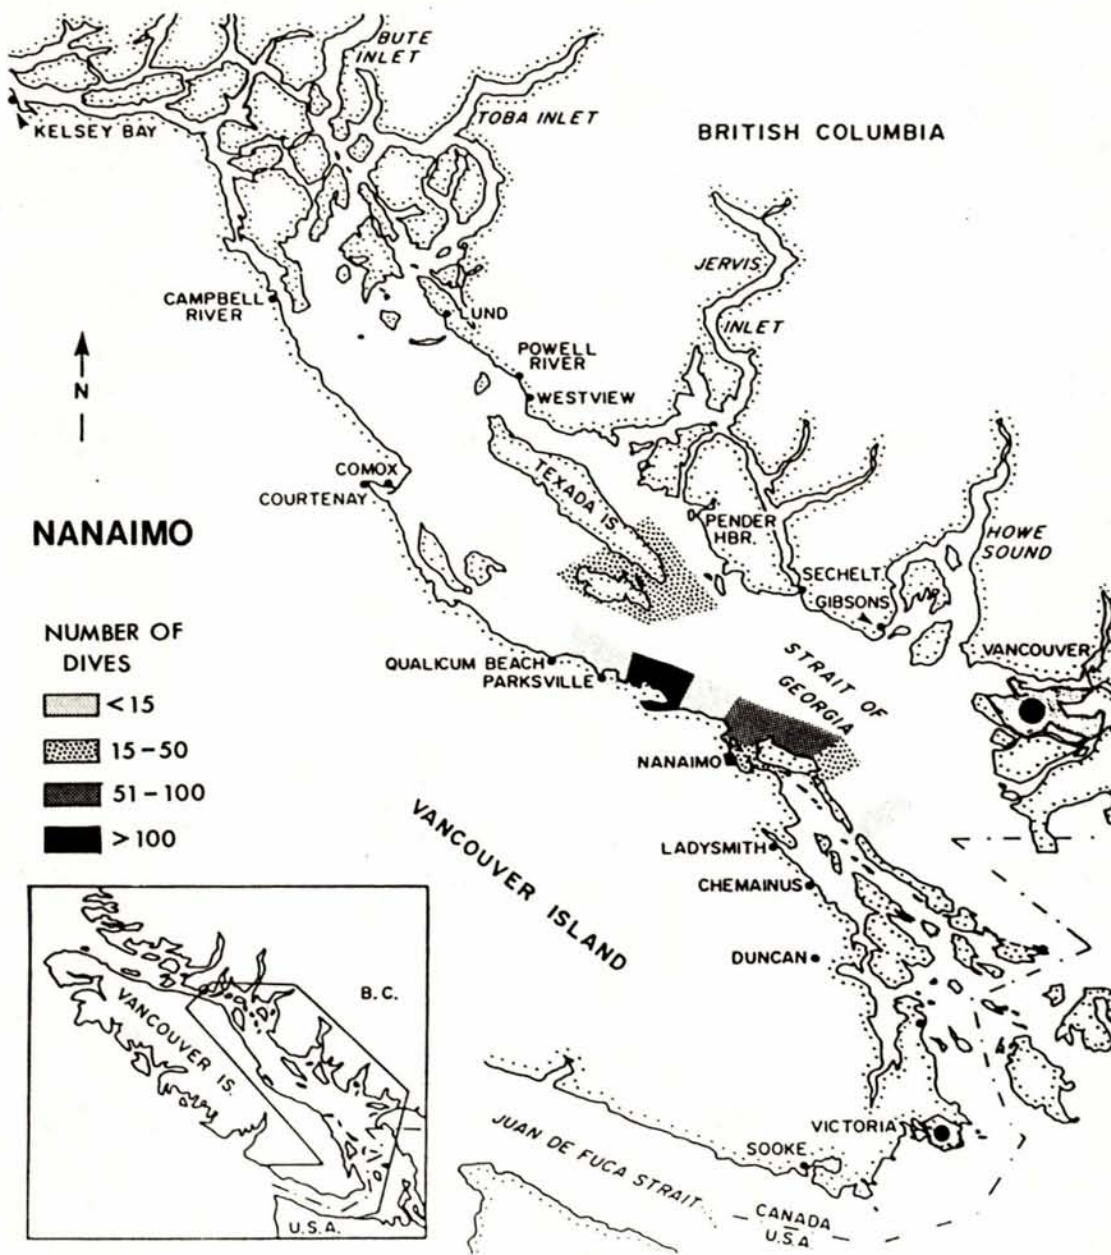 BUTE
INLET
TOBA INLET
KELSEY BAY
BRITISH COLUMBIA
JERVIS
INLET
CAMPBELL
RIVER
LUND
POWELL
RIVER
WESTVIEW
N
COMOX
COURTENAY
TEXADA IS.
PENDER
HBR.
HOWE
SOUND
NANAIMO
SECHELT
GIBSONS
VANCOUVER
NUMBER OF
DIVES
<15
15-50
51-100
>100
QUALICUM BEACH
PARKSVILLE
STRAIT OF
GEORGIA
NANAIMO
VANCOUVER ISLAND
LADYSMITH
CHEMAINUS
DUNCAN
B.C.
VANCOUVER IS.
U.S.A.
VICTORIA
SOOKE
JUAN DE FUCA STRAIT
CANADA
U.S.A.